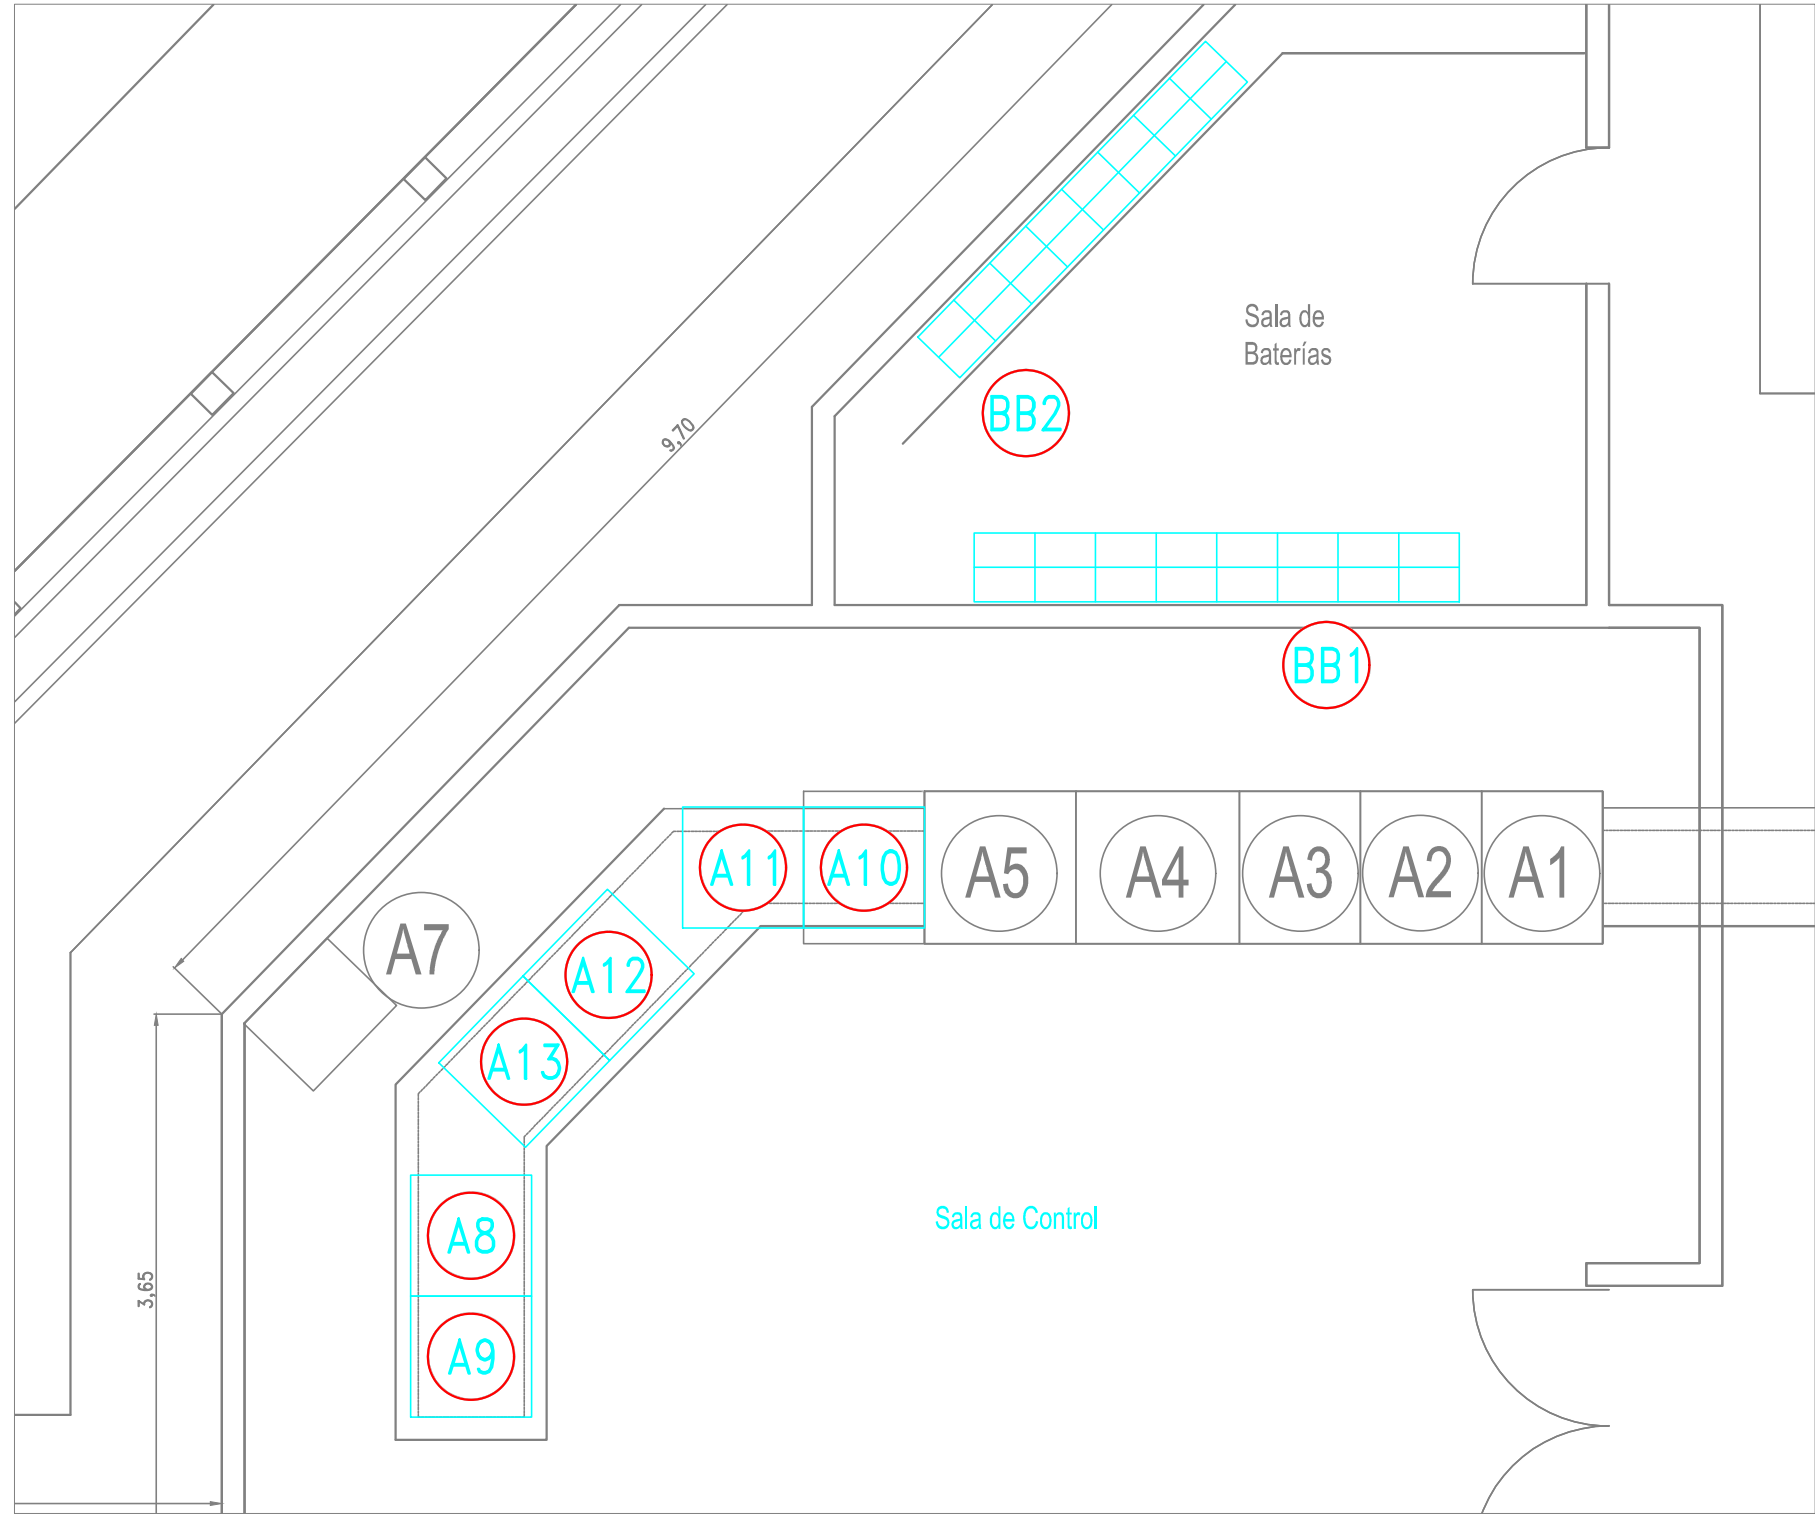 Sala de
Baterías
9,70
BB2
BB1
A11
A10
A5
A4
A3
A2
A1
A7
A12
A13
A8
Sala de Control
3,65
A9